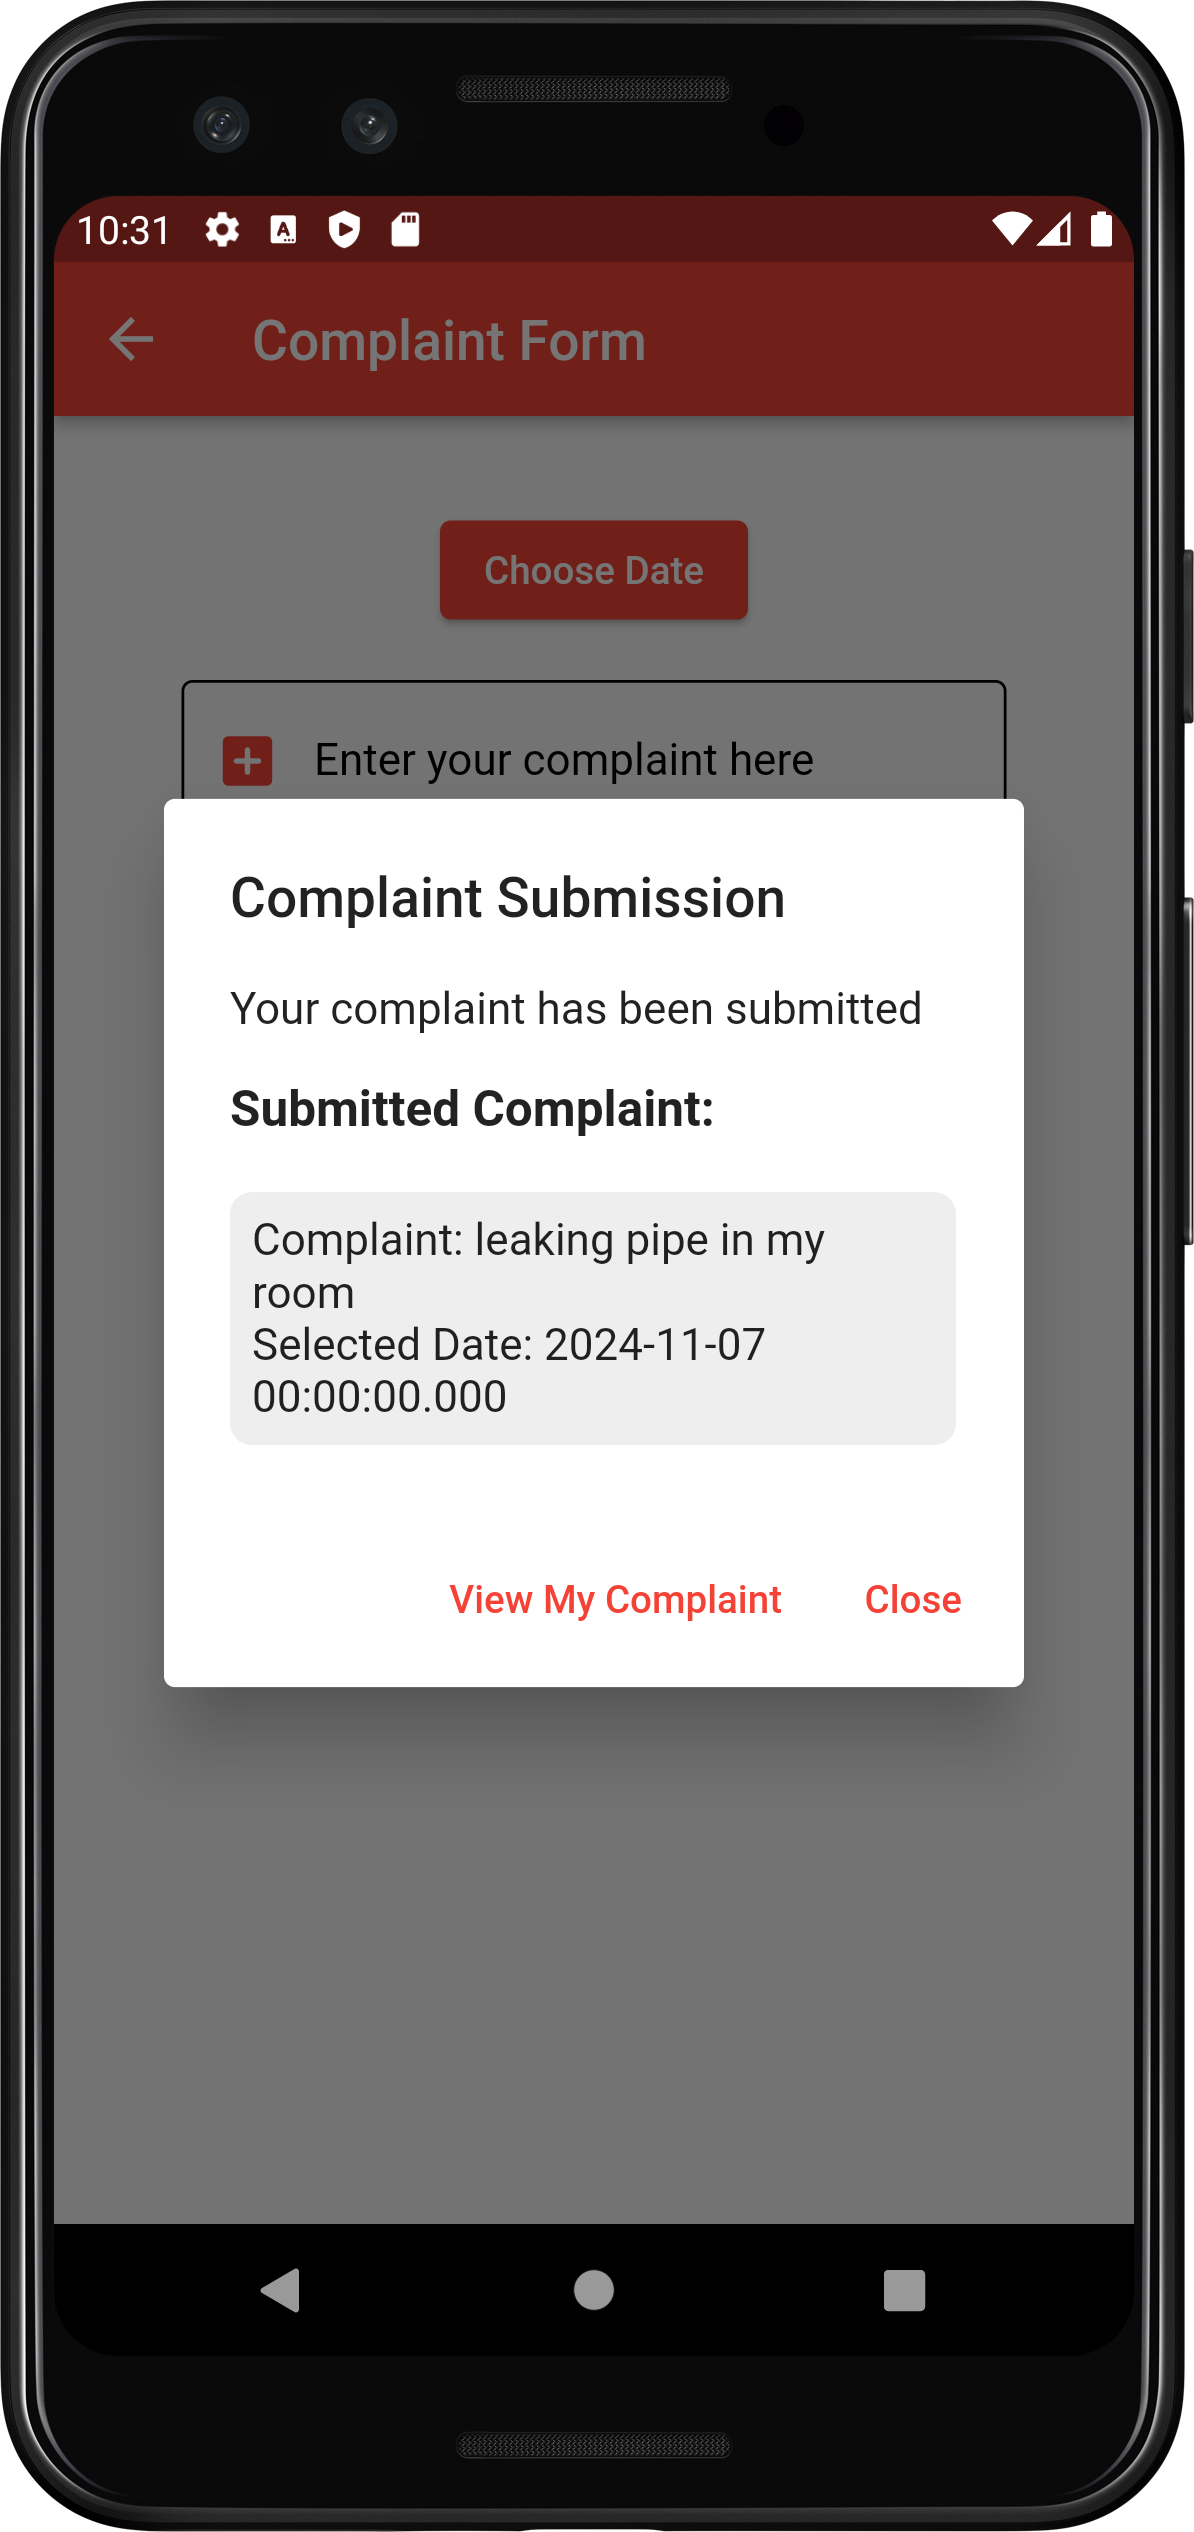 10:31
Complaint Form
Choose Date
Enter your complaint here
Complaint Submission
Your complaint has been submitted
Submitted Complaint:
Complaint: leaking pipe in my
room
Selected Date: 2024-11-07
00:00:00.000
View My Complaint Close